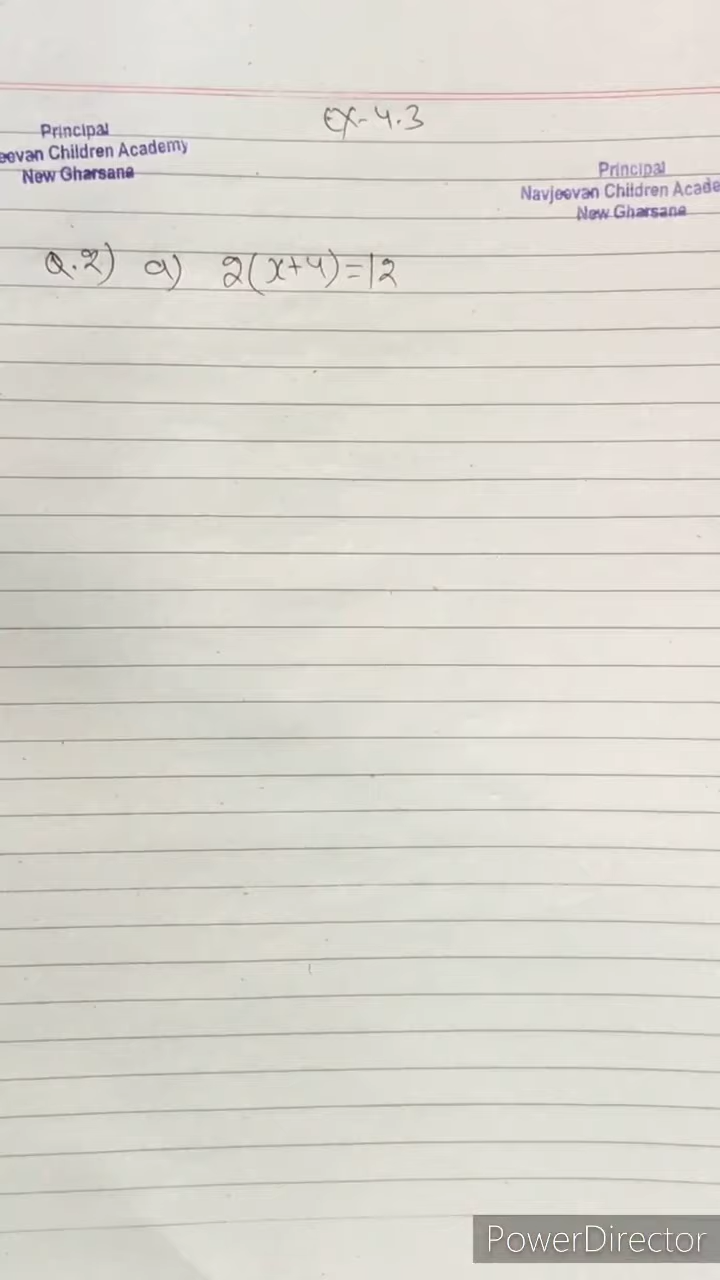 Ex-4.3
Principal
eevan Children Academy
New Gharsana
Principal
Navjeevan Children Acade
New Gharsana
Q.2) a) 2(x+4)=12
PowerDirector